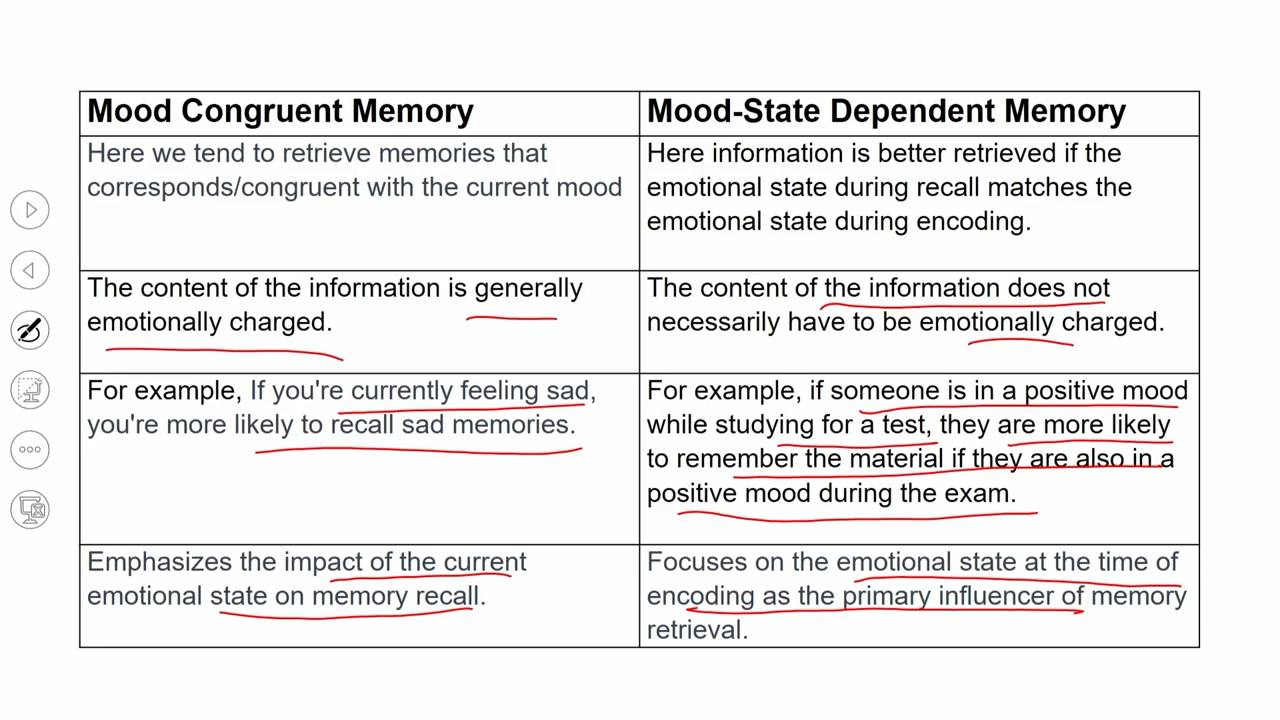 Mood Congruent Memory
Mood-State Dependent Memory
Here we tend to retrieve memories that
corresponds/congruent with the current mood
Here information is better retrieved if the
emotional state during recall matches the
emotional state during encoding.
The content of the information is generally
emotionally charged.
The content of the information does not
necessarily have to be emotionally charged.
For example, If you're currently feeling sad,
you're more likely to recall sad memories.
For example, if someone is in a positive mood
while studying for a test, they are more likely
to remember the material if they are also in a
positive mood during the exam.
Emphasizes the impact of the current
emotional state on memory recall.
Focuses on the emotional state at the time of
encoding as the primary influencer of memory
retrieval.